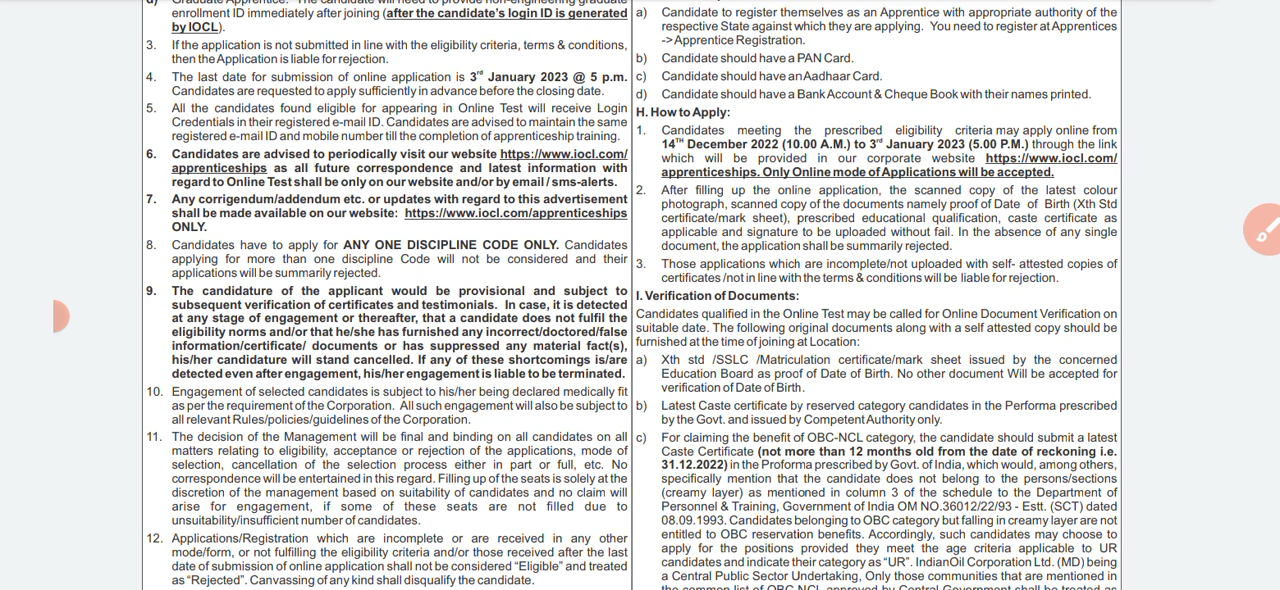 d) Graduate Apprentice: The candidate will need to provide non-engineering graduate
enrollment ID immediately after joining (after the candidate's login ID is generated
by IOCL).
3. If the application is not submitted in line with the eligibility criteria, terms & conditions,
then the Application is liable for rejection.
4. The last date for submission of online application is 3rd January 2023 @ 5 p.m.
Candidates are requested to apply sufficiently in advance before the closing date.
5. All the candidates found eligible for appearing in Online Test will receive Login
Credentials in their registered e-mail ID. Candidates are advised to maintain the same
registered e-mail ID and mobile number till the completion of apprenticeship training.
6. Candidates are advised to periodically visit our website https://www.iocl.com/
apprenticeships as all future correspondence and latest information with
regard to Online Test shall be only on our website and/or by email / sms-alerts.
7. Any corrigendum/addendum etc. or updates with regard to this advertisement
shall be made available on our website: https://www.iocl.com/apprenticeships
ONLY.
8. Candidates have to apply for ANY ONE DISCIPLINE CODE ONLY. Candidates
applying for more than one discipline Code will not be considered and their
applications will be summarily rejected.
9. The candidature of the applicant would be provisional and subject to
subsequent verification of certificates and testimonials. In case, it is detected
at any stage of engagement or thereafter, that a candidate does not fulfil the
eligibility norms and/or that he/she has furnished any incorrect/doctored/false
information/certificate/ documents or has suppressed any material fact(s),
his/her candidature will stand cancelled. If any of these shortcomings is/are
detected even after engagement, his/her engagement is liable to be terminated.
10. Engagement of selected candidates is subject to his/her being declared medically fit
as per the requirement of the Corporation. All such engagement will also be subject to
all relevant Rules/policies/guidelines of the Corporation.
11. The decision of the Management will be final and binding on all candidates on all
matters relating to eligibility, acceptance or rejection of the applications, mode of
selection, cancellation of the selection process either in part or full, etc. No
correspondence will be entertained in this regard. Filling up of the seats is solely at the
discretion of the management based on suitability of candidates and no claim will
arise for engagement, if some of these seats are not filled due to
unsuitability/insufficient number of candidates.
12. Applications/Registration which are incomplete or are received in any other
mode/form, or not fulfilling the eligibility criteria and/or those received after the last
date of submission of online application shall not be considered "Eligible" and treated
as "Rejected". Canvassing of any kind shall disqualify the candidate.
a) Candidate to register themselves as an Apprentice with appropriate authority of the
respective State against which they are applying. You need to register at Apprentices
->Apprentice Registration.
b) Candidate should have a PAN Card.
c) Candidate should have an Aadhaar Card.
d) Candidate should have a Bank Account & Cheque Book with their names printed.
H. How to Apply:
1. Candidates meeting the prescribed eligibility criteria may apply online from
14TH December 2022 (10.00 A.M.) to 3rd January 2023 (5.00 P.M.) through the link
which will be provided in our corporate website https://www.iocl.com/
apprenticeships. Only Online mode of Applications will be accepted.
2. After filling up the online application, the scanned copy of the latest colour
photograph, scanned copy of the documents namely proof of Date of Birth (Xth Std
certificate/mark sheet), prescribed educational qualification, caste certificate as
applicable and signature to be uploaded without fail. In the absence of any single
document, the application shall be summarily rejected.
3. Those applications which are incomplete/not uploaded with self- attested copies of
certificates /not in line with the terms & conditions will be liable for rejection.
I. Verification of Documents:
Candidates qualified in the Online Test may be called for Online Document Verification on
suitable date. The following original documents along with a self attested copy should be
furnished at the time of joining at Location:
a) Xth std /SSLC /Matriculation certificate/mark sheet issued by the concerned
Education Board as proof of Date of Birth. No other document Will be accepted for
verification of Date of Birth.
b) Latest Caste certificate by reserved category candidates in the Performa prescribed
by the Govt. and issued by Competent Authority only.
c) For claiming the benefit of OBC-NCL category, the candidate should submit a latest
Caste Certificate (not more than 12 months old from the date of reckoning i.e.
31.12.2022) in the Proforma prescribed by Govt. of India, which would, among others,
specifically mention that the candidate does not belong to the persons/sections
(creamy layer) as mentioned in column 3 of the schedule to the Department of
Personnel & Training, Government of India OM NO.36012/22/93 - Estt. (SCT) dated
08.09.1993. Candidates belonging to OBC category but falling in creamy layer are not
entitled to OBC reservation benefits. Accordingly, such candidates may choose to
apply for the positions provided they meet the age criteria applicable to UR
candidates and indicate their category as "UR". IndianOil Corporation Ltd. (MD) being
a Central Public Sector Undertaking, Only those communities that are mentioned in
the common list of OBC NCL approved by Central Government shall be treated as